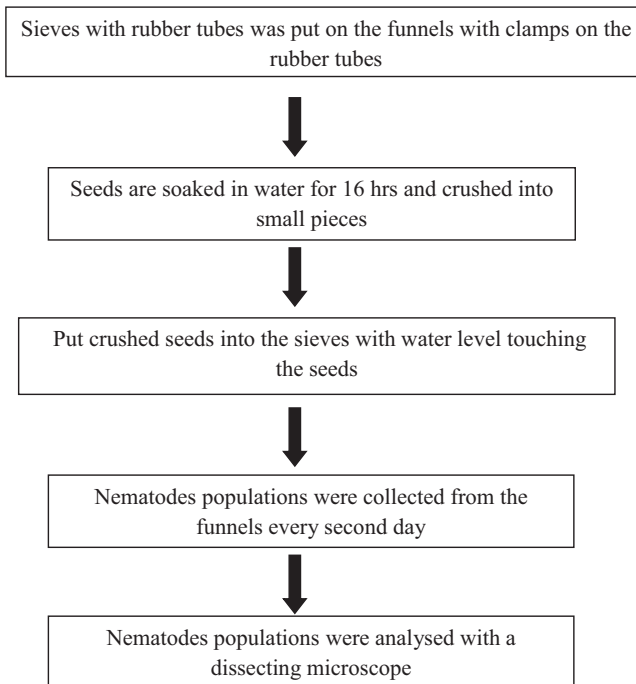 Sieves with rubber tubes was put on the funnels with clamps on the
rubber tubes
Seeds are soaked in water for 16 hrs and crushed into
small pieces
Put crushed seeds into the sieves with water level touching
the seeds
Nematodes populations were collected from the
funnels every second day
Nematodes populations were analysed with a
dissecting microscope